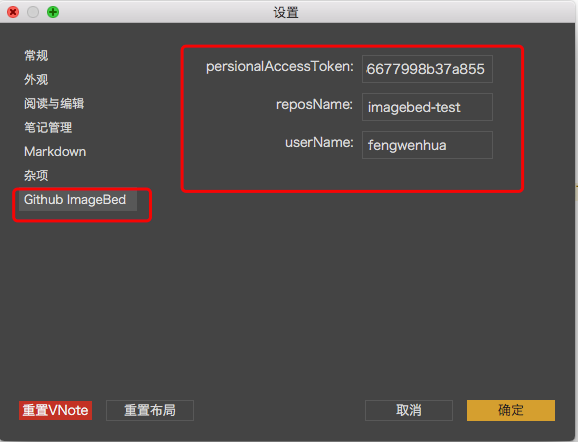 设置
常规
外观
阅读与编辑
笔记管理
Markdown
杂项
Github ImageBed
persionalAccessToken: 6677998b37a855
reposName: imagebed-test
userName: fengwenhua
重置VNote 重置布局 取消 确定